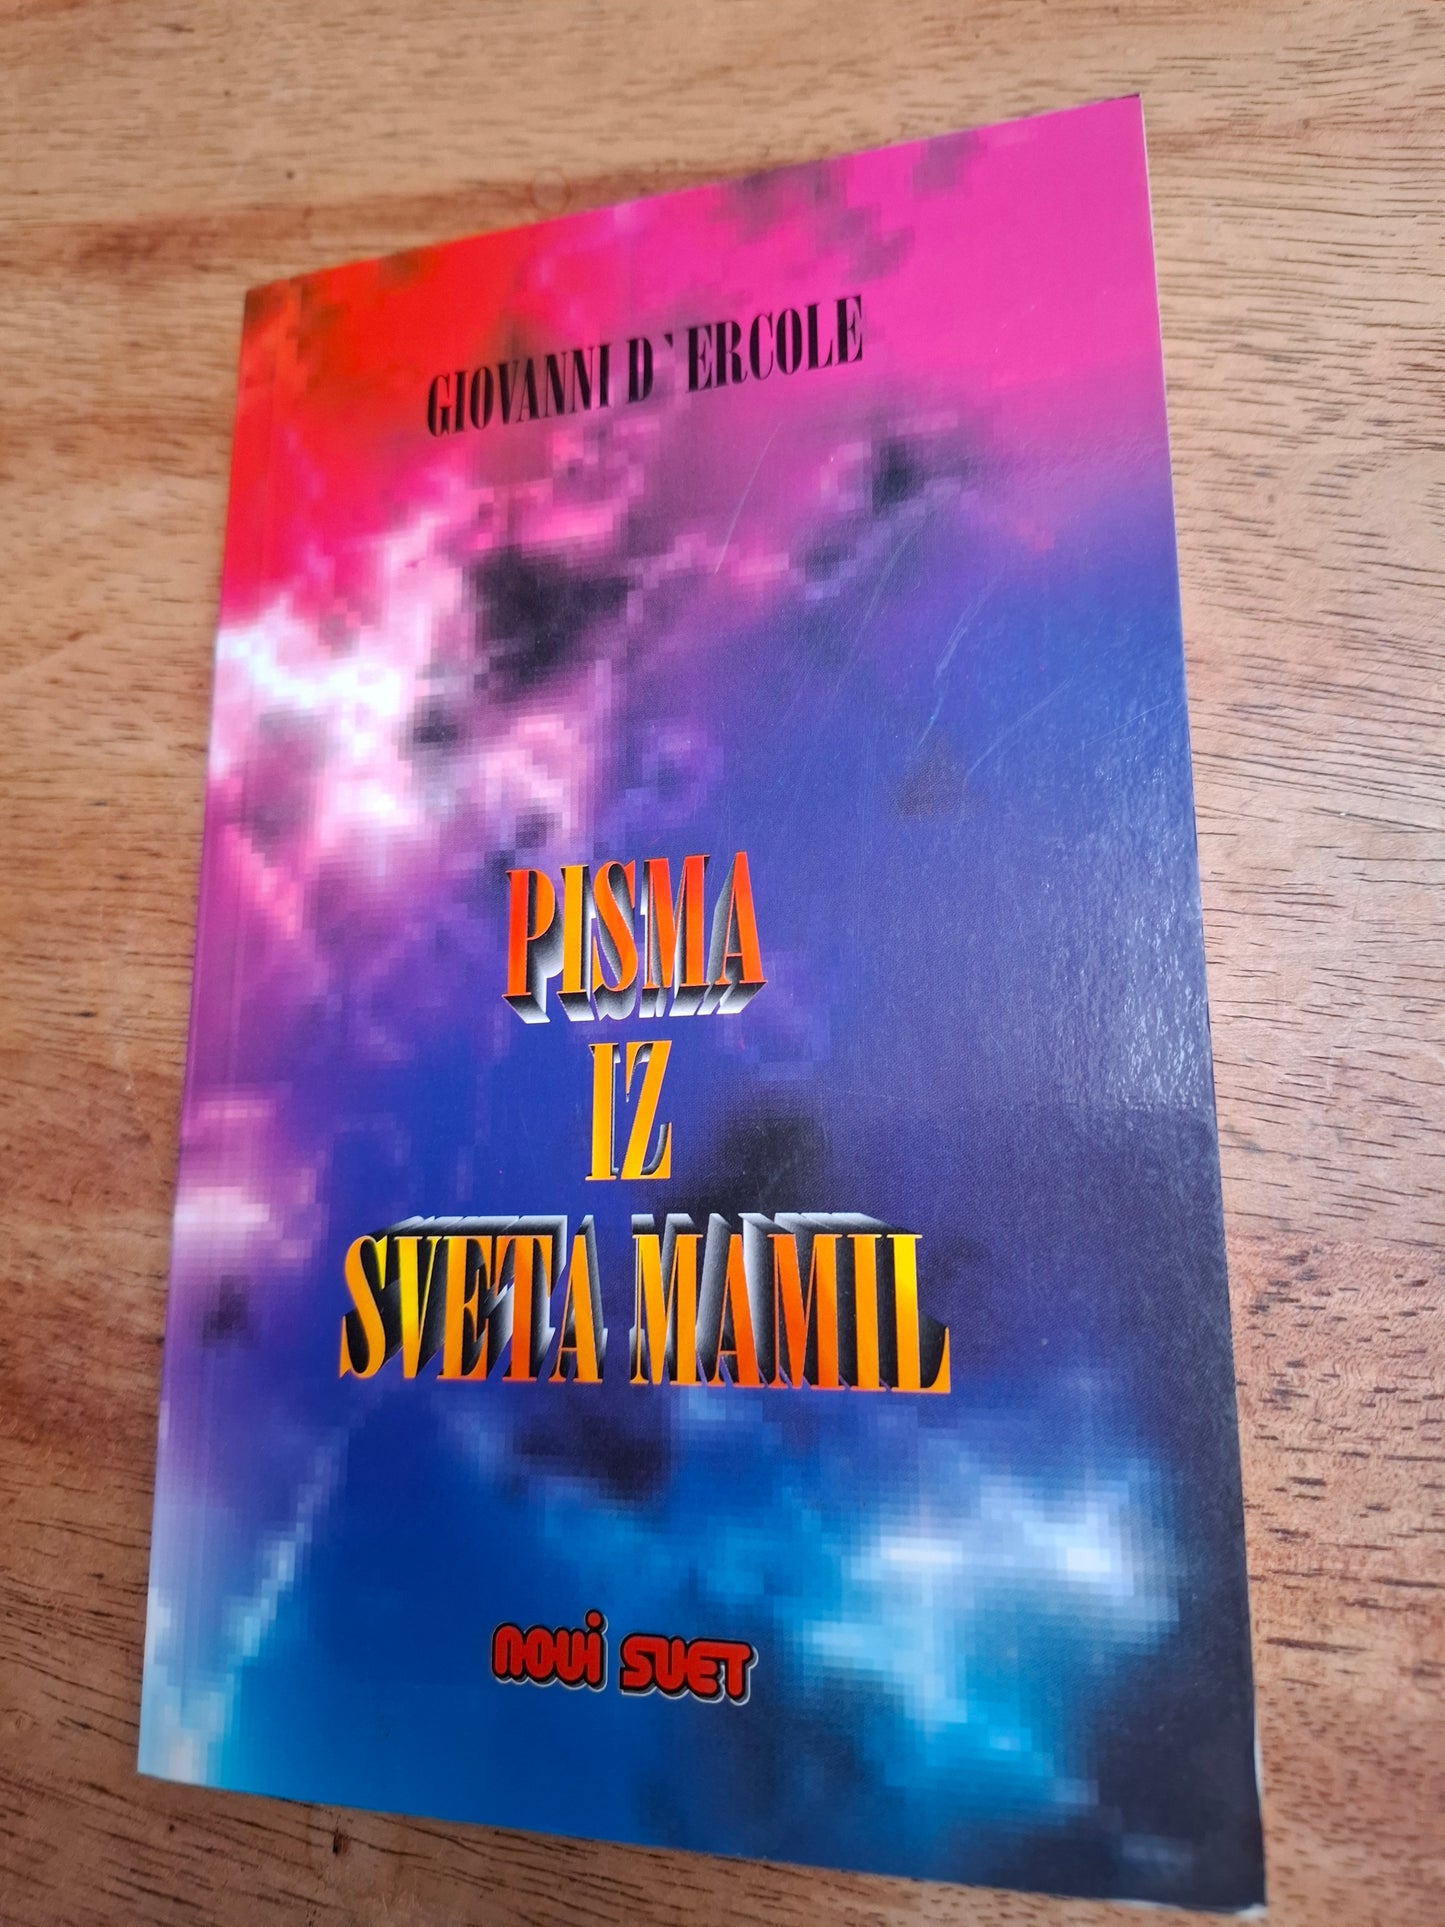 GIOVANNI D'ERCOLE
PISMA
IZ
SVETA MAMIL
NOVI SVET